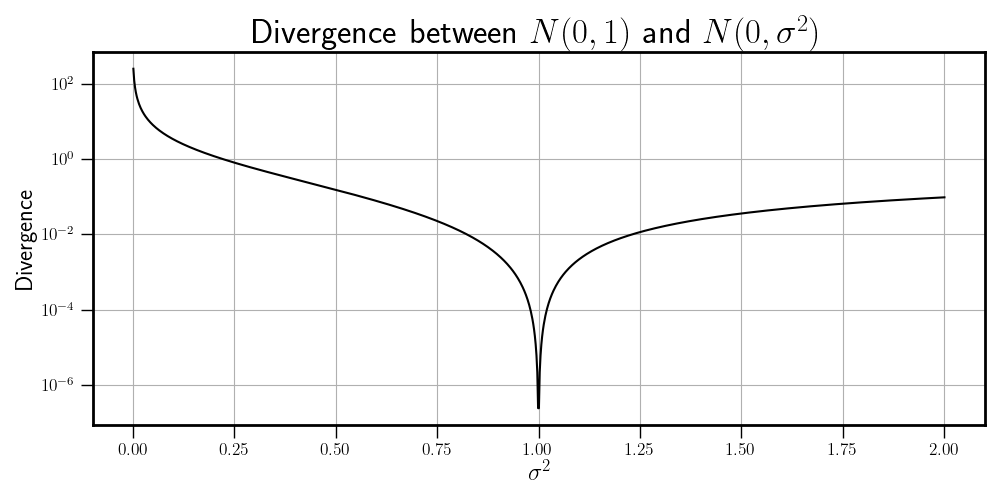 Divergence between N(0, 1) and N(0, σ²)
Divergence
10²
10⁰
10⁻²
10⁻⁴
10⁻⁶
0.00 0.25 0.50 0.75 1.00 1.25 1.50 1.75 2.00
σ²